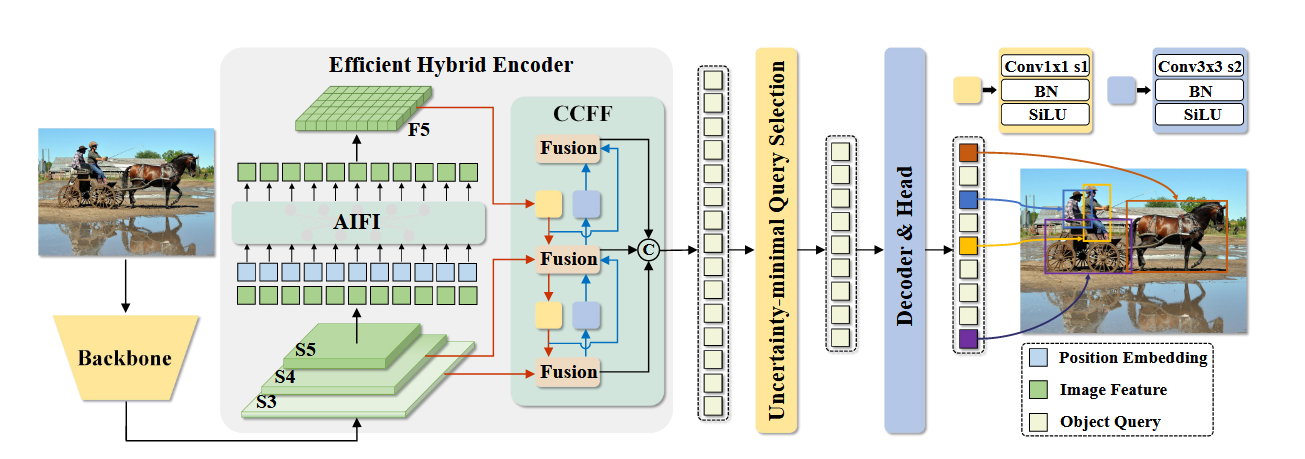 Efficient Hybrid Encoder
F5
AIFI
S5
S4
S3
Backbone
CCFF
Fusion
Fusion
Fusion
C
Uncertainty-minimal Query Selection
Decoder & Head
Conv1x1 s1
BN
SiLU
Conv3x3 s2
BN
SiLU
Position Embedding
Image Feature
Object Query